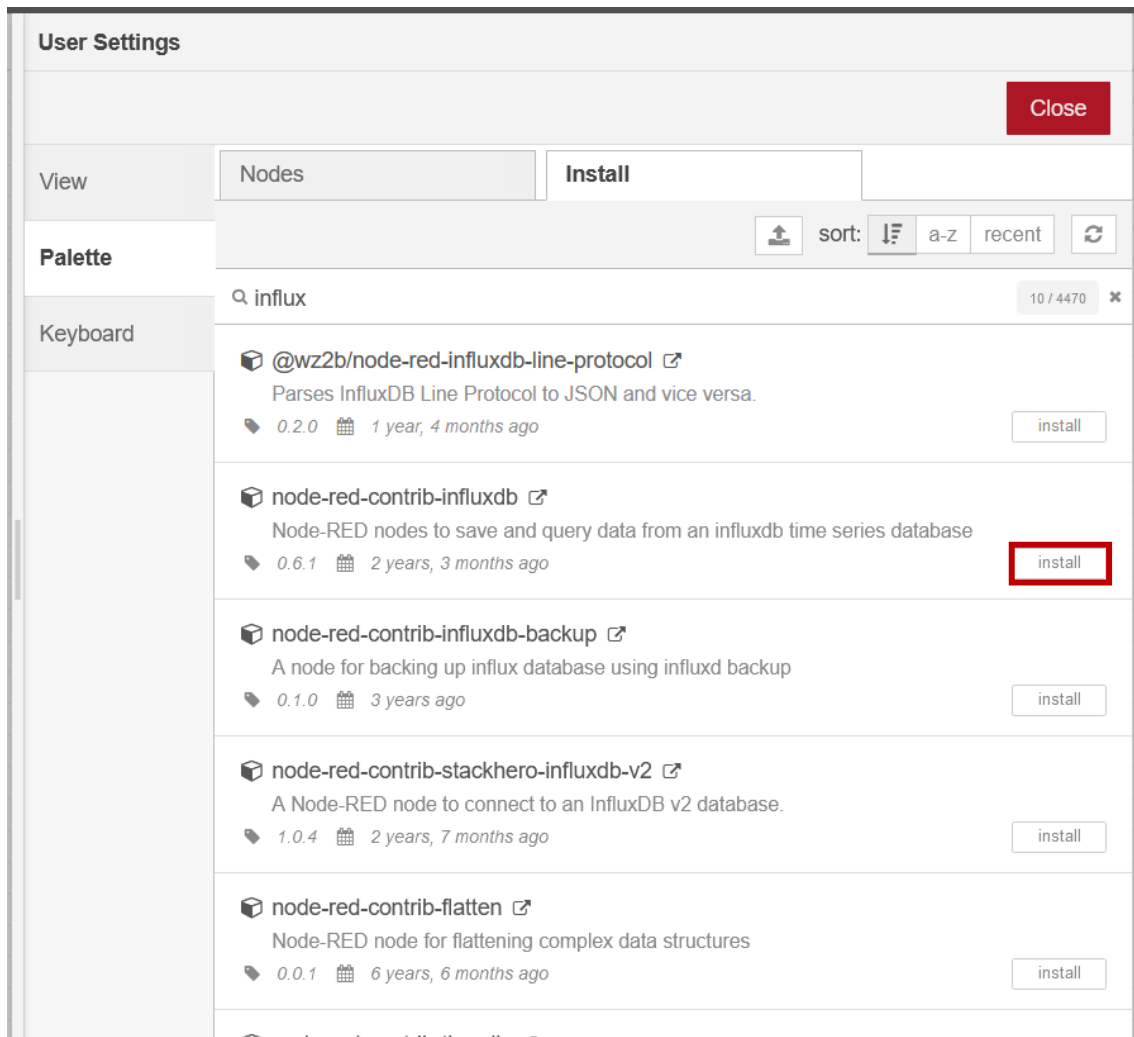 User Settings
Close
View
Palette
Keyboard
Nodes
Install
sort: a-z recent
influx
10 / 4470
@wz2b/node-red-influxdb-line-protocol
Parses InfluxDB Line Protocol to JSON and vice versa.
0.2.0 1 year, 4 months ago
install
node-red-contrib-influxdb
Node-RED nodes to save and query data from an influxdb time series database
0.6.1 2 years, 3 months ago
install
node-red-contrib-influxdb-backup
A node for backing up influx database using influxd backup
0.1.0 3 years ago
install
node-red-contrib-stackhero-influxdb-v2
A Node-RED node to connect to an InfluxDB v2 database.
1.0.4 2 years, 7 months ago
install
node-red-contrib-flatten
Node-RED node for flattening complex data structures
0.0.1 6 years, 6 months ago
install